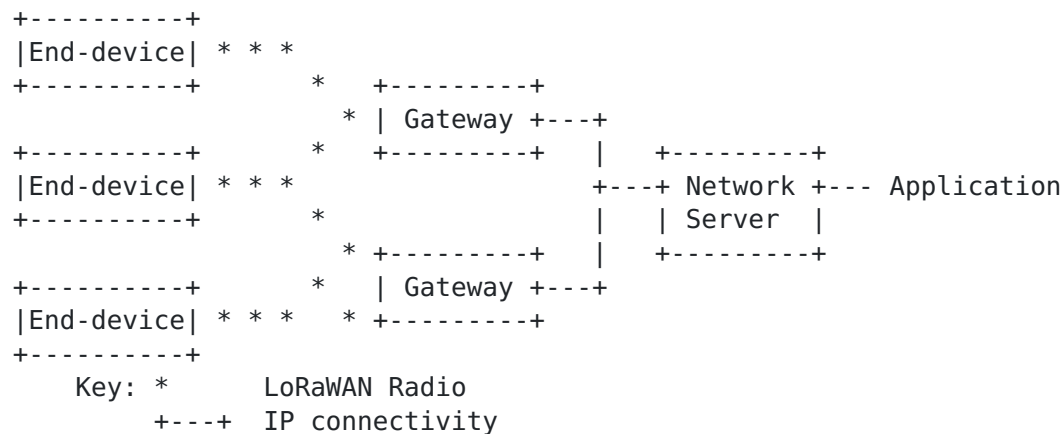 +----------+
|End-device| * * *
+----------+       *   +---------+
                     * | Gateway +---+
+----------+       *   +---------+   |   +---------+
|End-device| * * *                   +---+ Network +--- Application
+----------+       *                 |   | Server  |
                     * +---------+   |   +---------+
+----------+       *   | Gateway +---+
|End-device| * * *   * +---------+
+----------+
    Key: *      LoRaWAN Radio
         +---+  IP connectivity